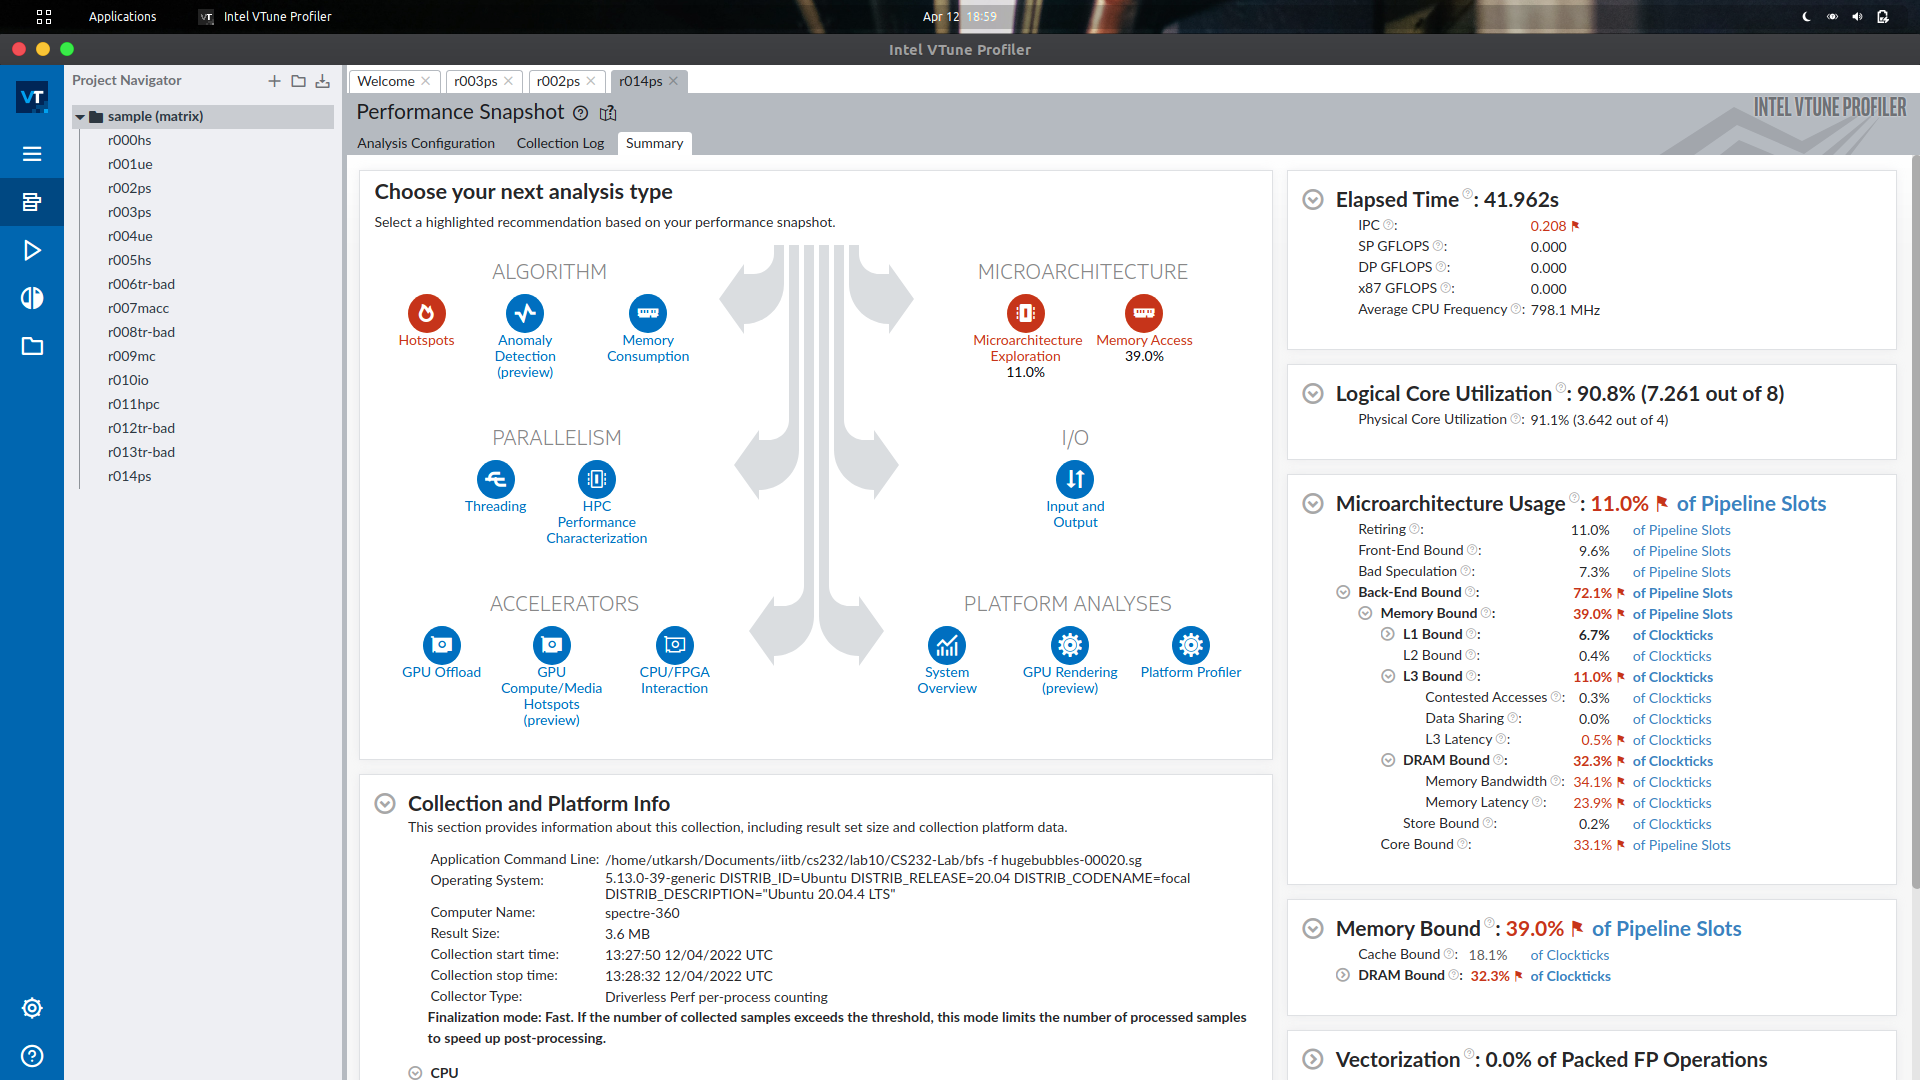 Applications
VT
Intel VTune Profiler
Apr 12 18:59
Intel VTune Profiler
VT
Project Navigator
sample (matrix)
r000hs
r001ue
r002ps
r003ps
r004ue
r005hs
r006tr-bad
r007macc
r008tr-bad
r009mc
r010io
r011hpc
r012tr-bad
r013tr-bad
r014ps
Welcome
r003ps
r002ps
r014ps
Performance Snapshot
INTEL VTUNE PROFILER
Analysis Configuration
Collection Log
Summary
Choose your next analysis type
Select a highlighted recommendation based on your performance snapshot.
ALGORITHM
Hotspots
Anomaly
Detection
(preview)
Memory
Consumption
MICROARCHITECTURE
Microarchitecture
Exploration
11.0%
Memory Access
39.0%
PARALLELISM
Threading
HPC
Performance
Characterization
I/O
Input and
Output
ACCELERATORS
GPU Offload
GPU
Compute/Media
Hotspots
(preview)
CPU/FPGA
Interaction
PLATFORM ANALYSES
System
Overview
GPU Rendering
(preview)
Platform Profiler
Collection and Platform Info
This section provides information about this collection, including result set size and collection platform data.
Application Command Line: /home/utkarsh/Documents/iitb/cs232/lab10/CS232-Lab/bfs -f hugebubbles-00020.sg
Operating System: 5.13.0-39-generic DISTRIB_ID=Ubuntu DISTRIB_RELEASE=20.04 DISTRIB_CODENAME=focal
DISTRIB_DESCRIPTION="Ubuntu 20.04.4 LTS"
Computer Name: spectre-360
Result Size: 3.6 MB
Collection start time: 13:27:50 12/04/2022 UTC
Collection stop time: 13:28:32 12/04/2022 UTC
Collector Type: Driverless Perf per-process counting
Finalization mode: Fast. If the number of collected samples exceeds the threshold, this mode limits the number of processed samples
to speed up post-processing.
CPU
Elapsed Time: 41.962s
IPC: 0.208
SP GFLOPS: 0.000
DP GFLOPS: 0.000
x87 GFLOPS: 0.000
Average CPU Frequency: 798.1 MHz
Logical Core Utilization: 90.8% (7.261 out of 8)
Physical Core Utilization: 91.1% (3.642 out of 4)
Microarchitecture Usage: 11.0% of Pipeline Slots
Retiring: 11.0% of Pipeline Slots
Front-End Bound: 9.6% of Pipeline Slots
Bad Speculation: 7.3% of Pipeline Slots
Back-End Bound: 72.1% of Pipeline Slots
Memory Bound: 39.0% of Pipeline Slots
L1 Bound: 6.7% of Clockticks
L2 Bound: 0.4% of Clockticks
L3 Bound: 11.0% of Clockticks
Contested Accesses: 0.3% of Clockticks
Data Sharing: 0.0% of Clockticks
L3 Latency: 0.5% of Clockticks
DRAM Bound: 32.3% of Clockticks
Memory Bandwidth: 34.1% of Clockticks
Memory Latency: 23.9% of Clockticks
Store Bound: 0.2% of Clockticks
Core Bound: 33.1% of Pipeline Slots
Memory Bound: 39.0% of Pipeline Slots
Cache Bound: 18.1% of Clockticks
DRAM Bound: 32.3% of Clockticks
Vectorization: 0.0% of Packed FP Operations